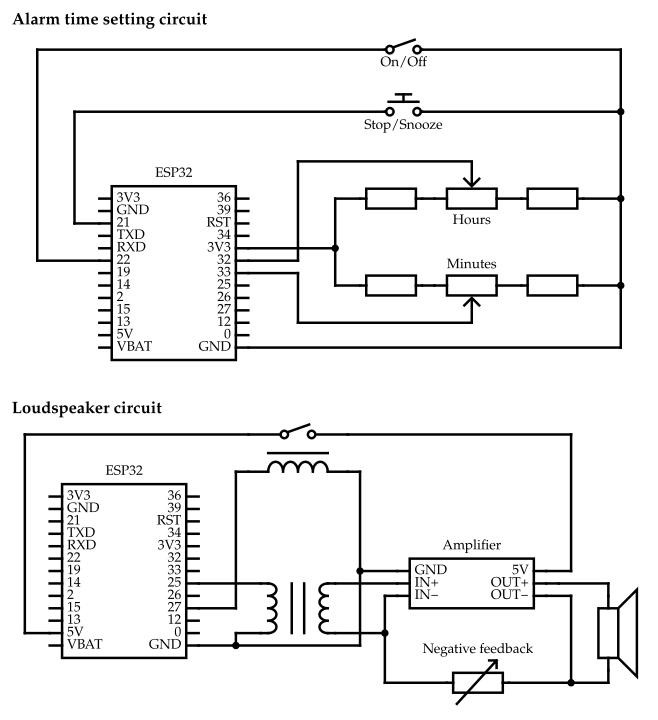 Alarm time setting circuit
On/Off
Stop/Snooze
ESP32
3V3 36
GND 39
21 RST
TXD 34
RXD 3V3
22 32
19 33
14 25
2 26
15 27
13 12
5V 0
VBAT GND
Hours
Minutes
Loudspeaker circuit
ESP32
3V3 36
GND 39
21 RST
TXD 34
RXD 3V3
22 32
19 33
14 25
2 26
15 27
13 12
5V 0
VBAT GND
Amplifier
GND 5V
IN+ OUT+
IN− OUT−
Negative feedback